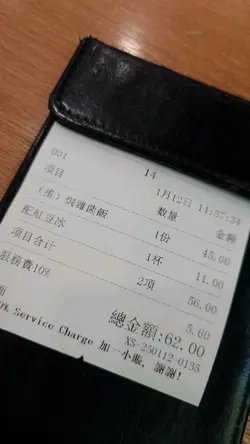 001
14
項目 數量 金額
1月12日 14:57:34
(推) 焗雜菌飯 1份 45.00
配紅豆冰 1杯 11.00
項目合計 2項 56.00
服務費10% 5.60
總金額:62.00
XS-250112-0135
Service Charge 加一小賬, 謝謝!